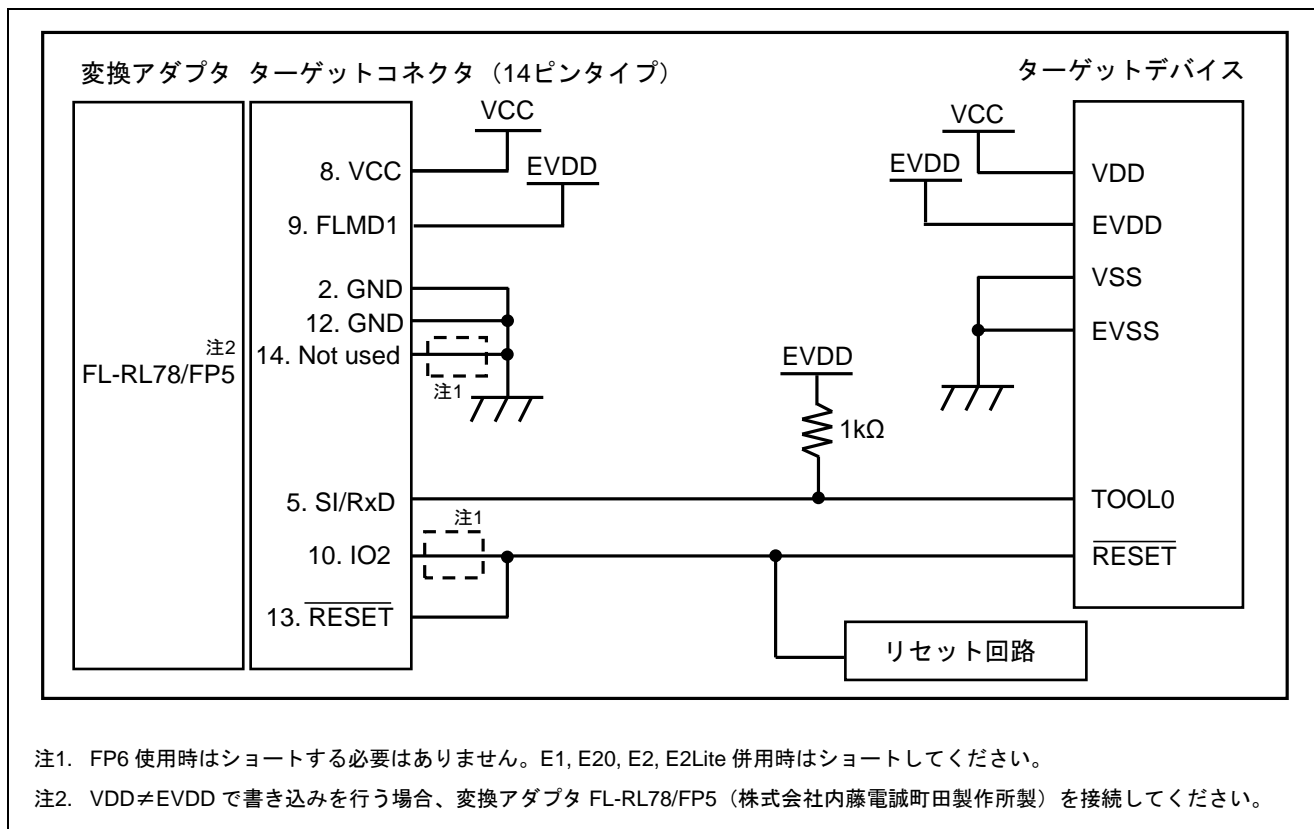 変換アダプタ ターゲットコネクタ（14ピンタイプ）
ターゲットデバイス
VCC
8. VCC
EVDD
9. FLMD1
2. GND
12. GND
注2
14. Not used
FL-RL78/FP5
注1
EVDD
1kΩ
5. SI/RxD
注1
10. IO2
13. RESET
VCC
EVDD
VDD
EVDD
VSS
EVSS
TOOL0
RESET
リセット回路
注1. FP6 使用時はショートする必要はありません。E1, E20, E2, E2Lite 併用時はショートしてください。
注2. VDD≠EVDD で書き込みを行う場合、変換アダプタ FL-RL78/FP5（株式会社内藤電誠町田製作所製）を接続してください。